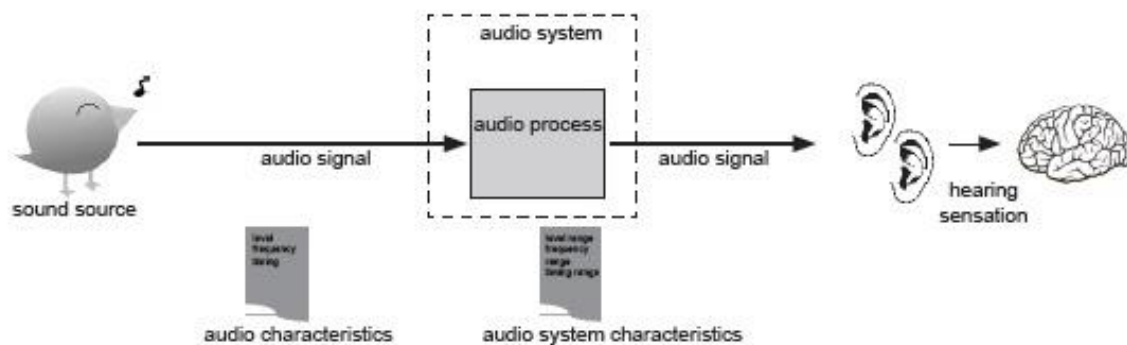 audio system
audio process
audio signal
audio signal
hearing
sensation
sound source
level
frequency
timing
level range
frequency
range
timing range
audio characteristics
audio system characteristics